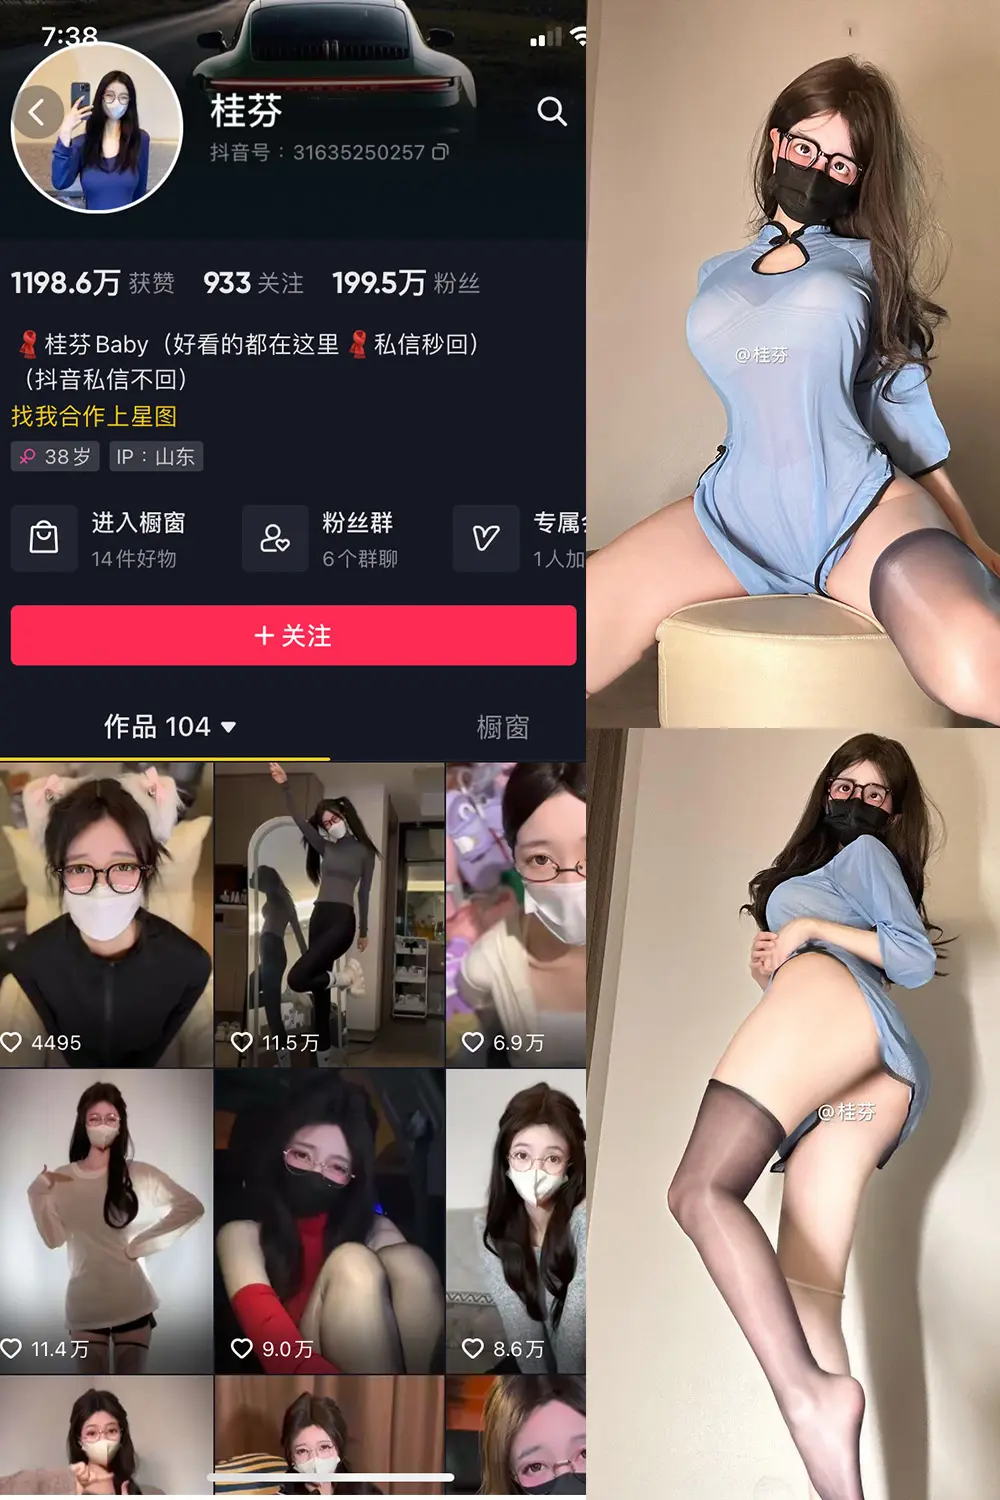 7:38
桂芬
抖音号：31635250257
1198.6万 获赞 933 关注 199.5万 粉丝
桂芬Baby（好看的都在这里 私信秒回）
（抖音私信不回）
找我合作上星图
38岁 IP：山东
进入橱窗 粉丝群 专属
14件好物 6个群聊 1人加
+ 关注
作品 104 橱窗
4495 11.5万 6.9万
11.4万 9.0万 8.6万
@桂芬
@桂芬